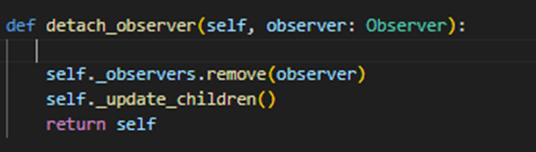 def detach_observer(self, observer: Observer):
self._observers.remove(observer)
self._update_children()
return self